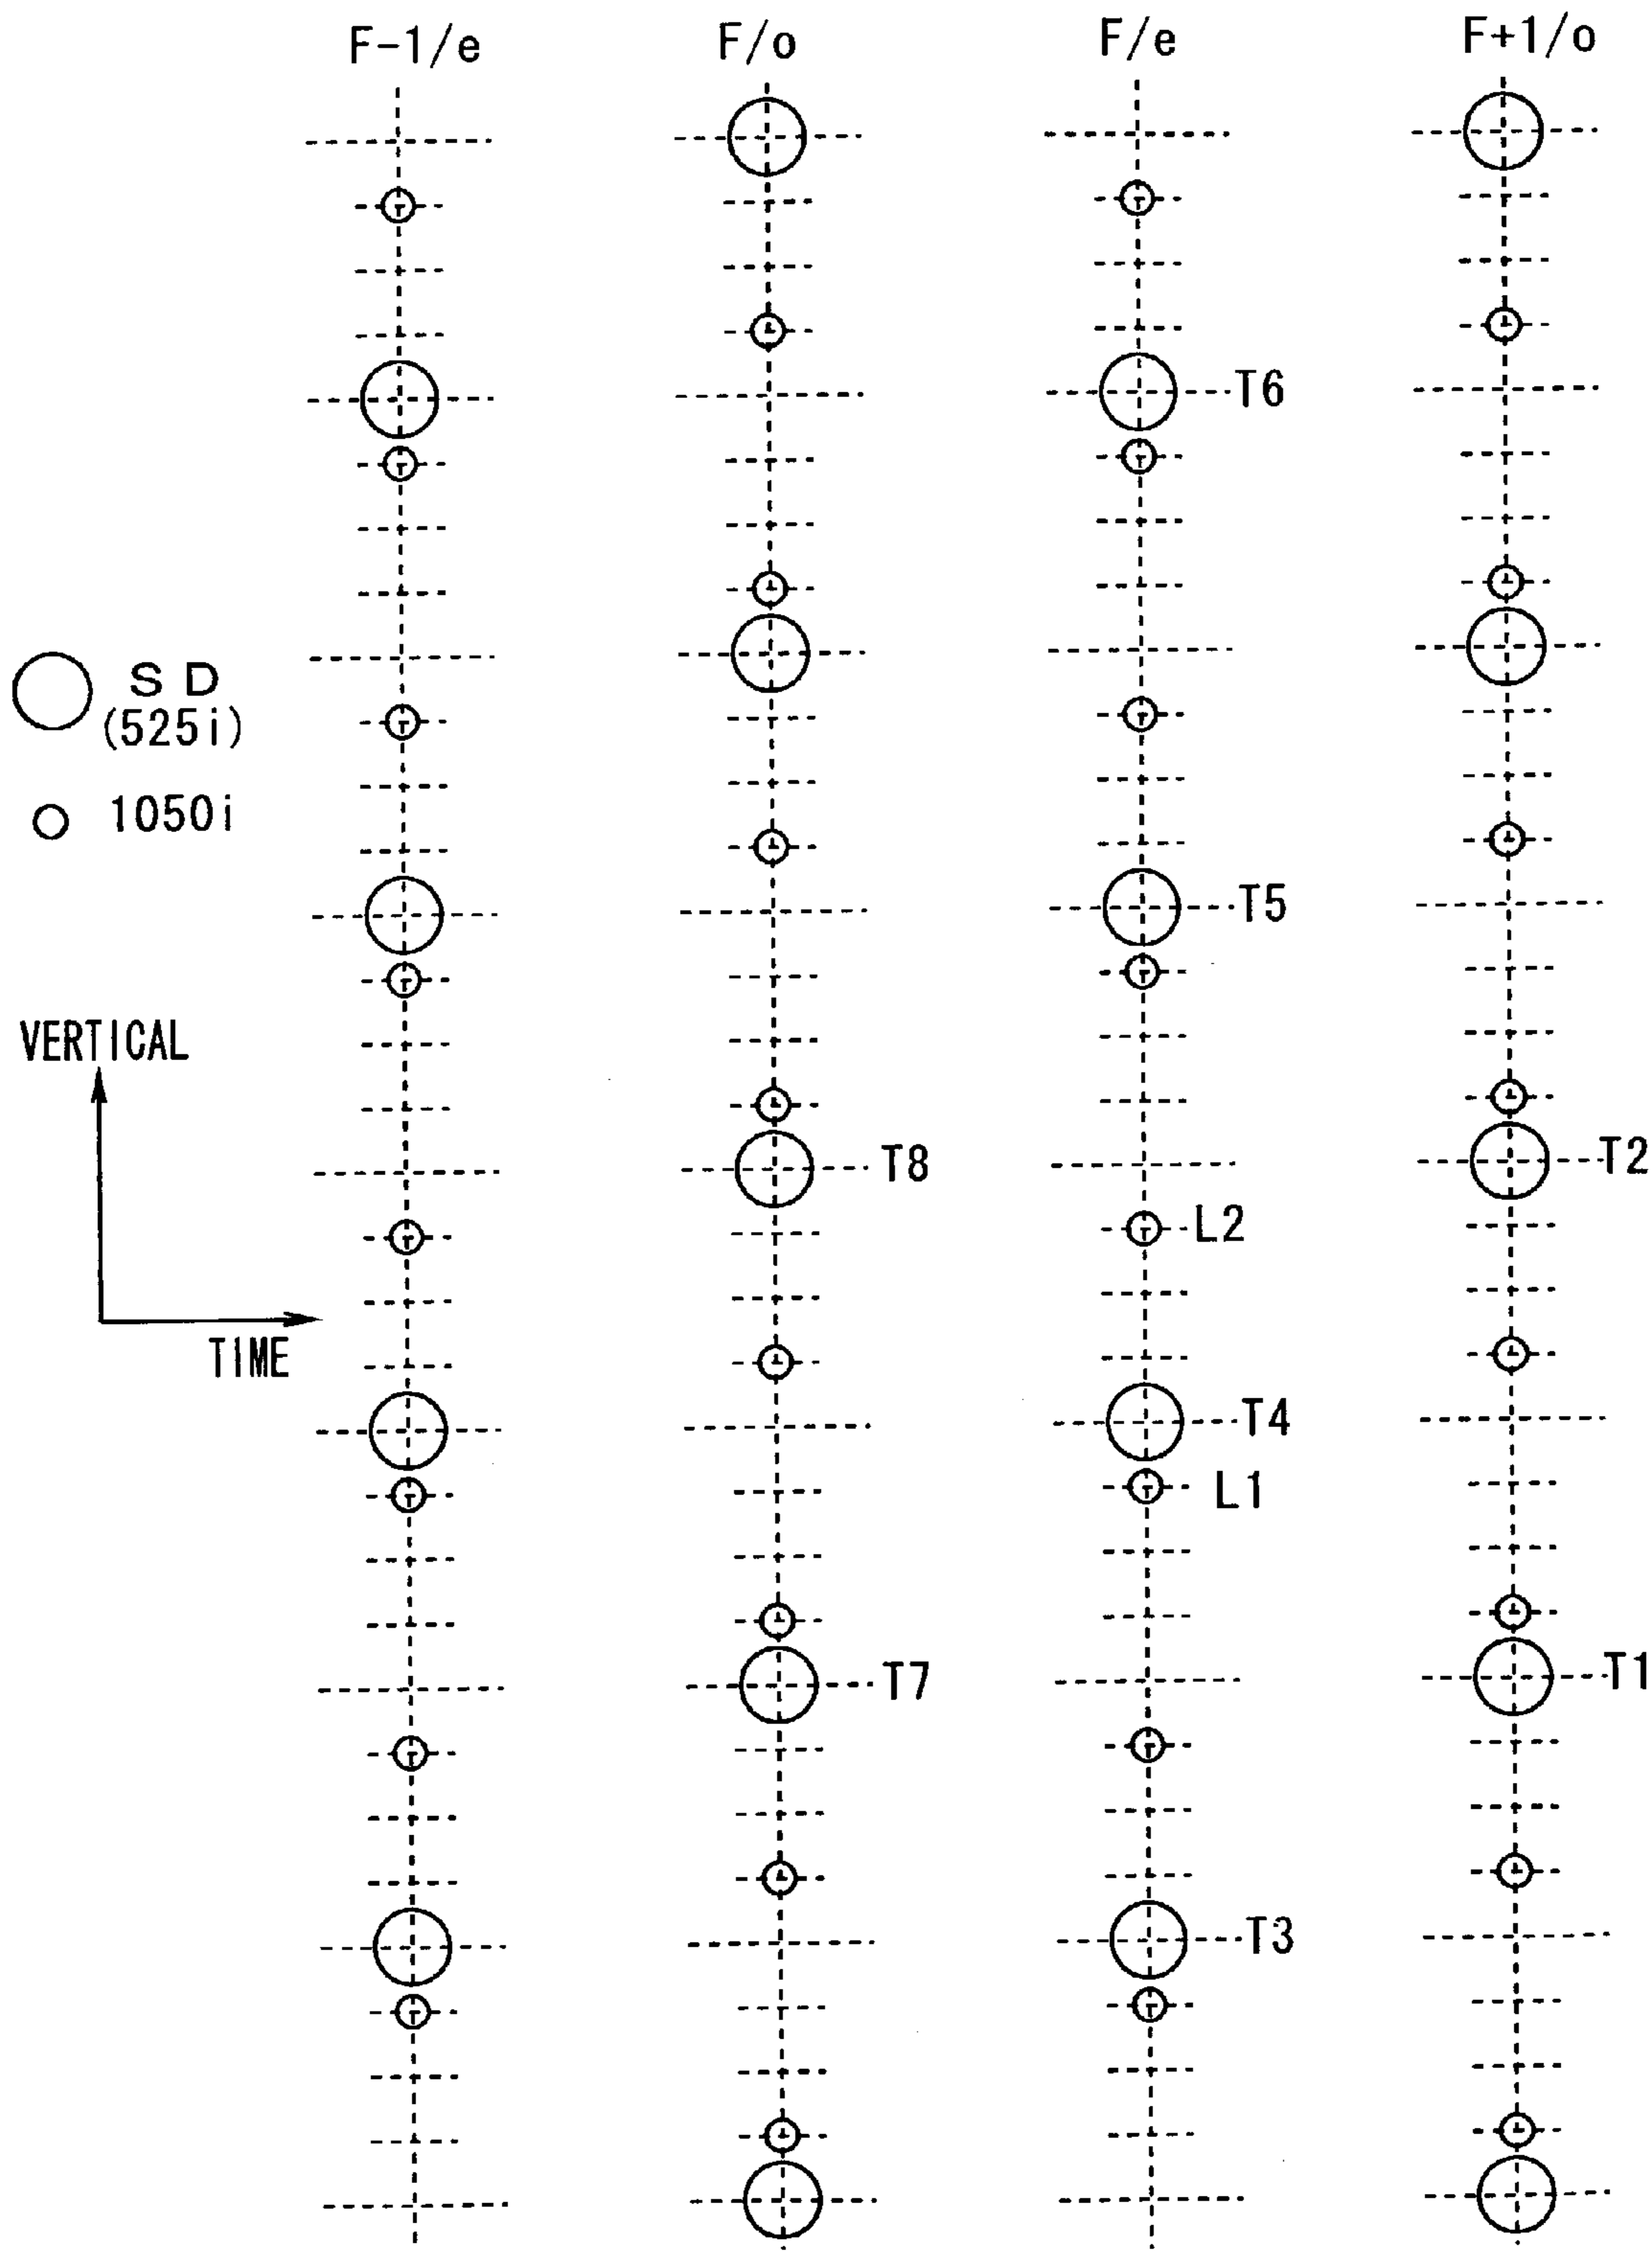 F-1/e F/o F/e F+1/o
T6
SD
(525i)
1050i
T5
VERTICAL
T8 T2
L2
TIME
T4
L1
T7 T1
T3